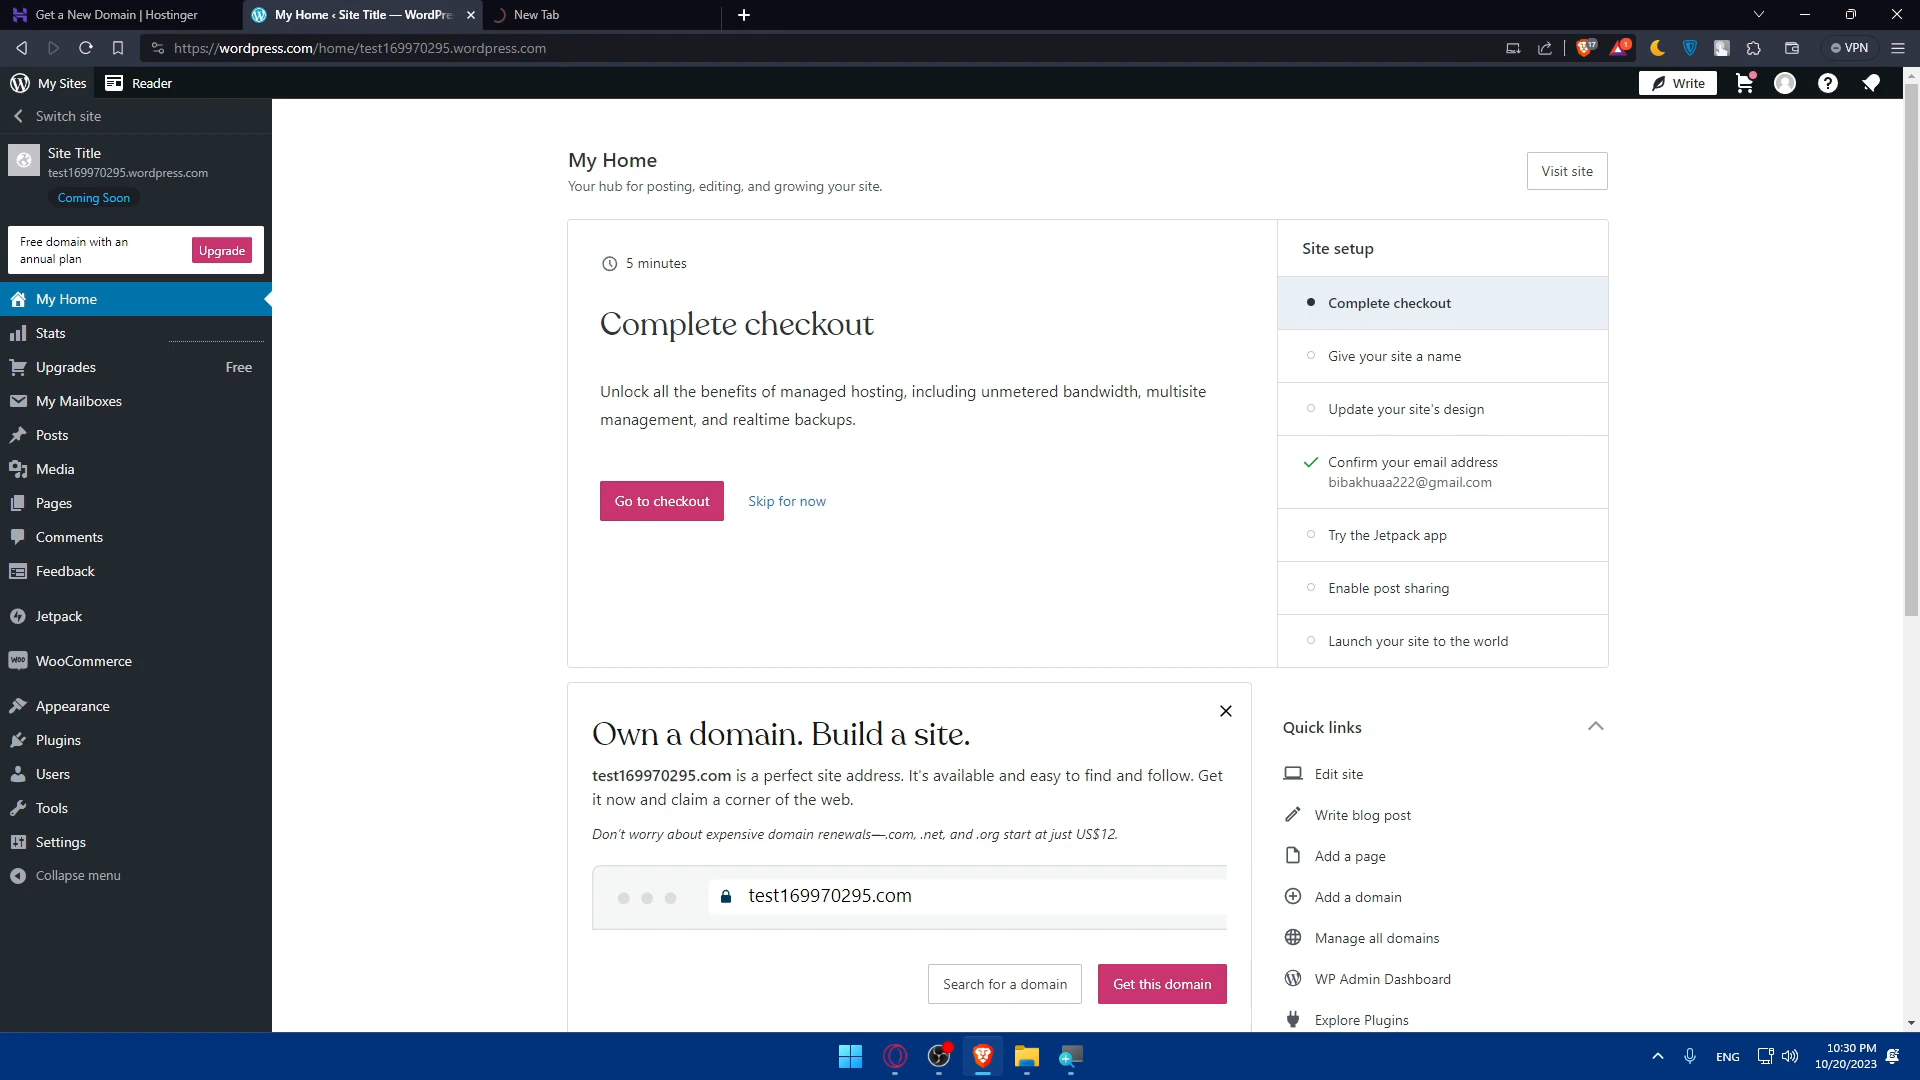 Get a New Domain | Hostinger
My Home ‹ Site Title — WordPre
New Tab
https://wordpress.com/home/test169970295.wordpress.com
17
1
VPN
My Sites
Reader
Write
Switch site
Site Title
test169970295.wordpress.com
Coming Soon
Free domain with an
annual plan
Upgrade
My Home
Stats
Upgrades
Free
My Mailboxes
Posts
Media
Pages
Comments
Feedback
Jetpack
WooCommerce
Appearance
Plugins
Users
Tools
Settings
Collapse menu
My Home
Your hub for posting, editing, and growing your site.
Visit site
5 minutes
Complete checkout
Unlock all the benefits of managed hosting, including unmetered bandwidth, multisite
management, and realtime backups.
Go to checkout
Skip for now
Site setup
Complete checkout
Give your site a name
Update your site's design
Confirm your email address
bibakhuaa222@gmail.com
Try the Jetpack app
Enable post sharing
Launch your site to the world
Own a domain. Build a site.
test169970295.com is a perfect site address. It's available and easy to find and follow. Get
it now and claim a corner of the web.
Don't worry about expensive domain renewals—.com, .net, and .org start at just US$12.
test169970295.com
Search for a domain
Get this domain
Quick links
Edit site
Write blog post
Add a page
Add a domain
Manage all domains
WP Admin Dashboard
Explore Plugins
ENG
10:30 PM
10/20/2023